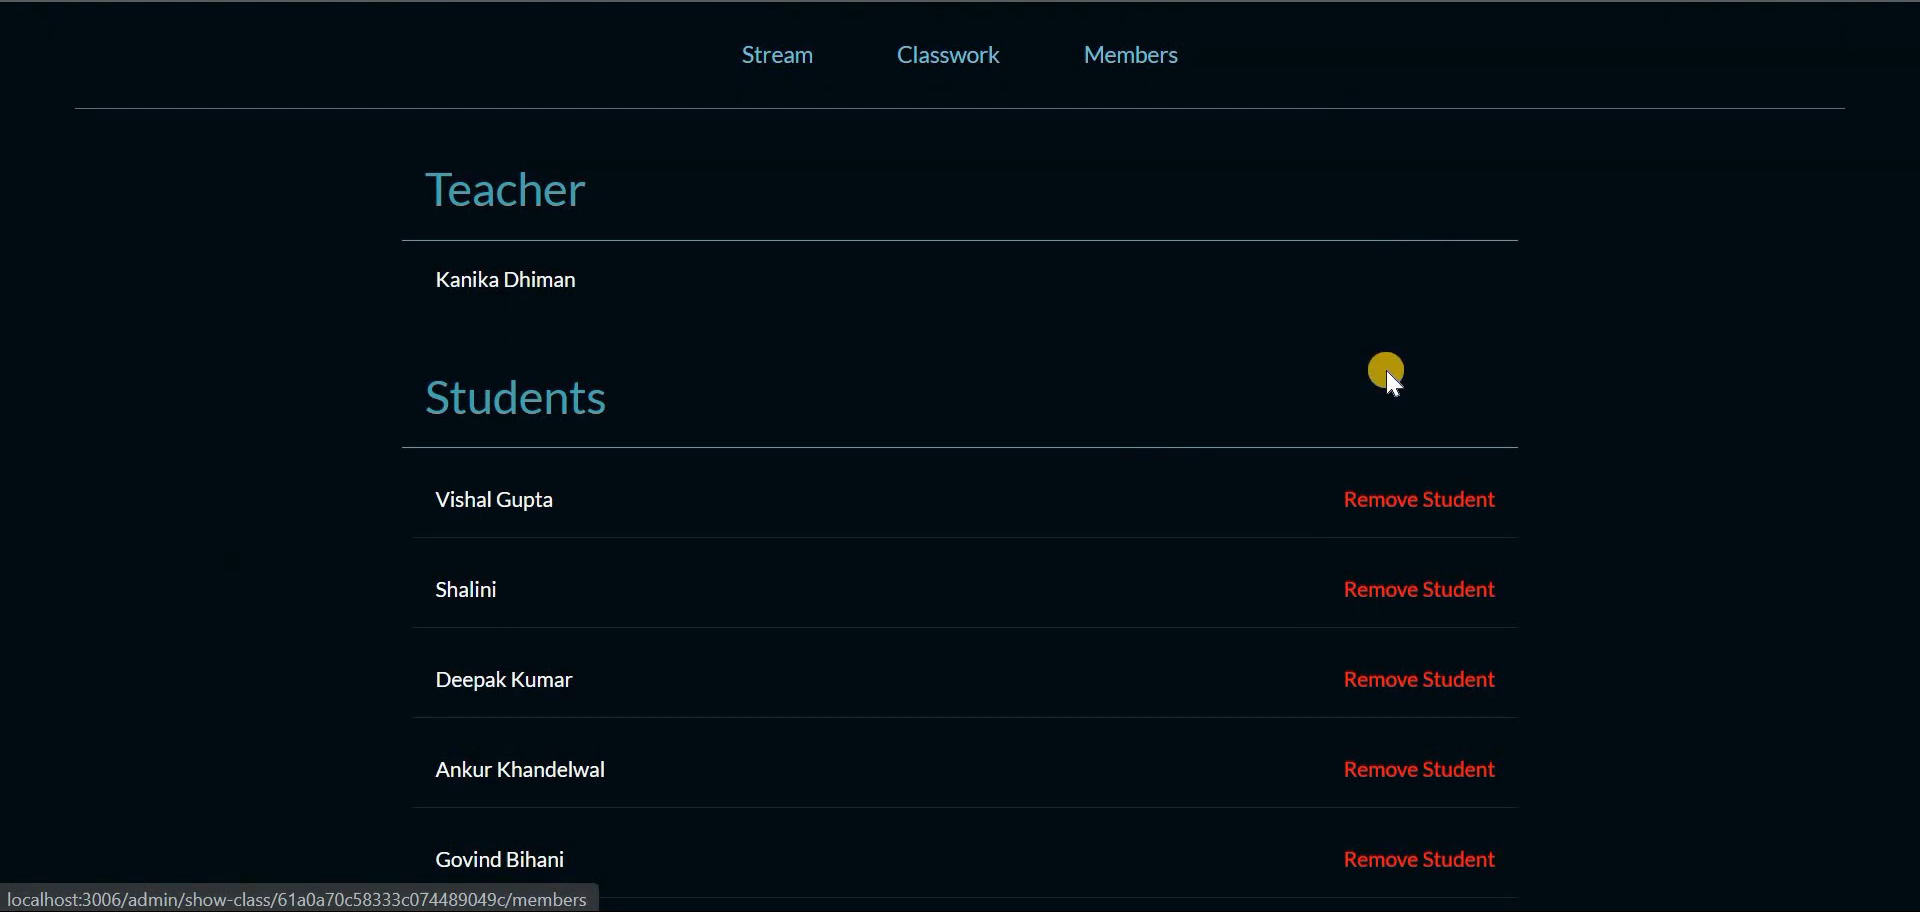 Stream Classwork Members
Teacher
Kanika Dhiman
Students
Vishal Gupta Remove Student
Shalini Remove Student
Deepak Kumar Remove Student
Ankur Khandelwal Remove Student
Govind Bihani Remove Student
localhost:3006/admin/show-class/61a0a70c58333c074489049c/members